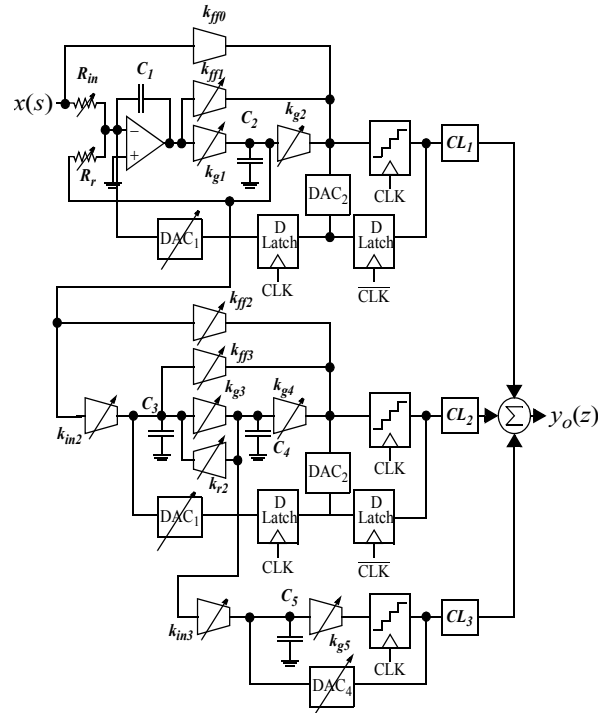 k_ff0
x(s)
R_in
C_1
k_ff1
C_2
k_g2
CL_1
−
+
R_r
k_g1
CLK
DAC_2
DAC_1
D
Latch
D
Latch
CLK
CLK
k_ff2
k_ff3
k_g3
k_g4
C_3
CL_2
Σ
y_o(z)
k_in2
C_4
CLK
k_r2
DAC_2
DAC_1
D
Latch
D
Latch
CLK
CLK
C_5
CL_3
k_in3
k_g5
CLK
DAC_4